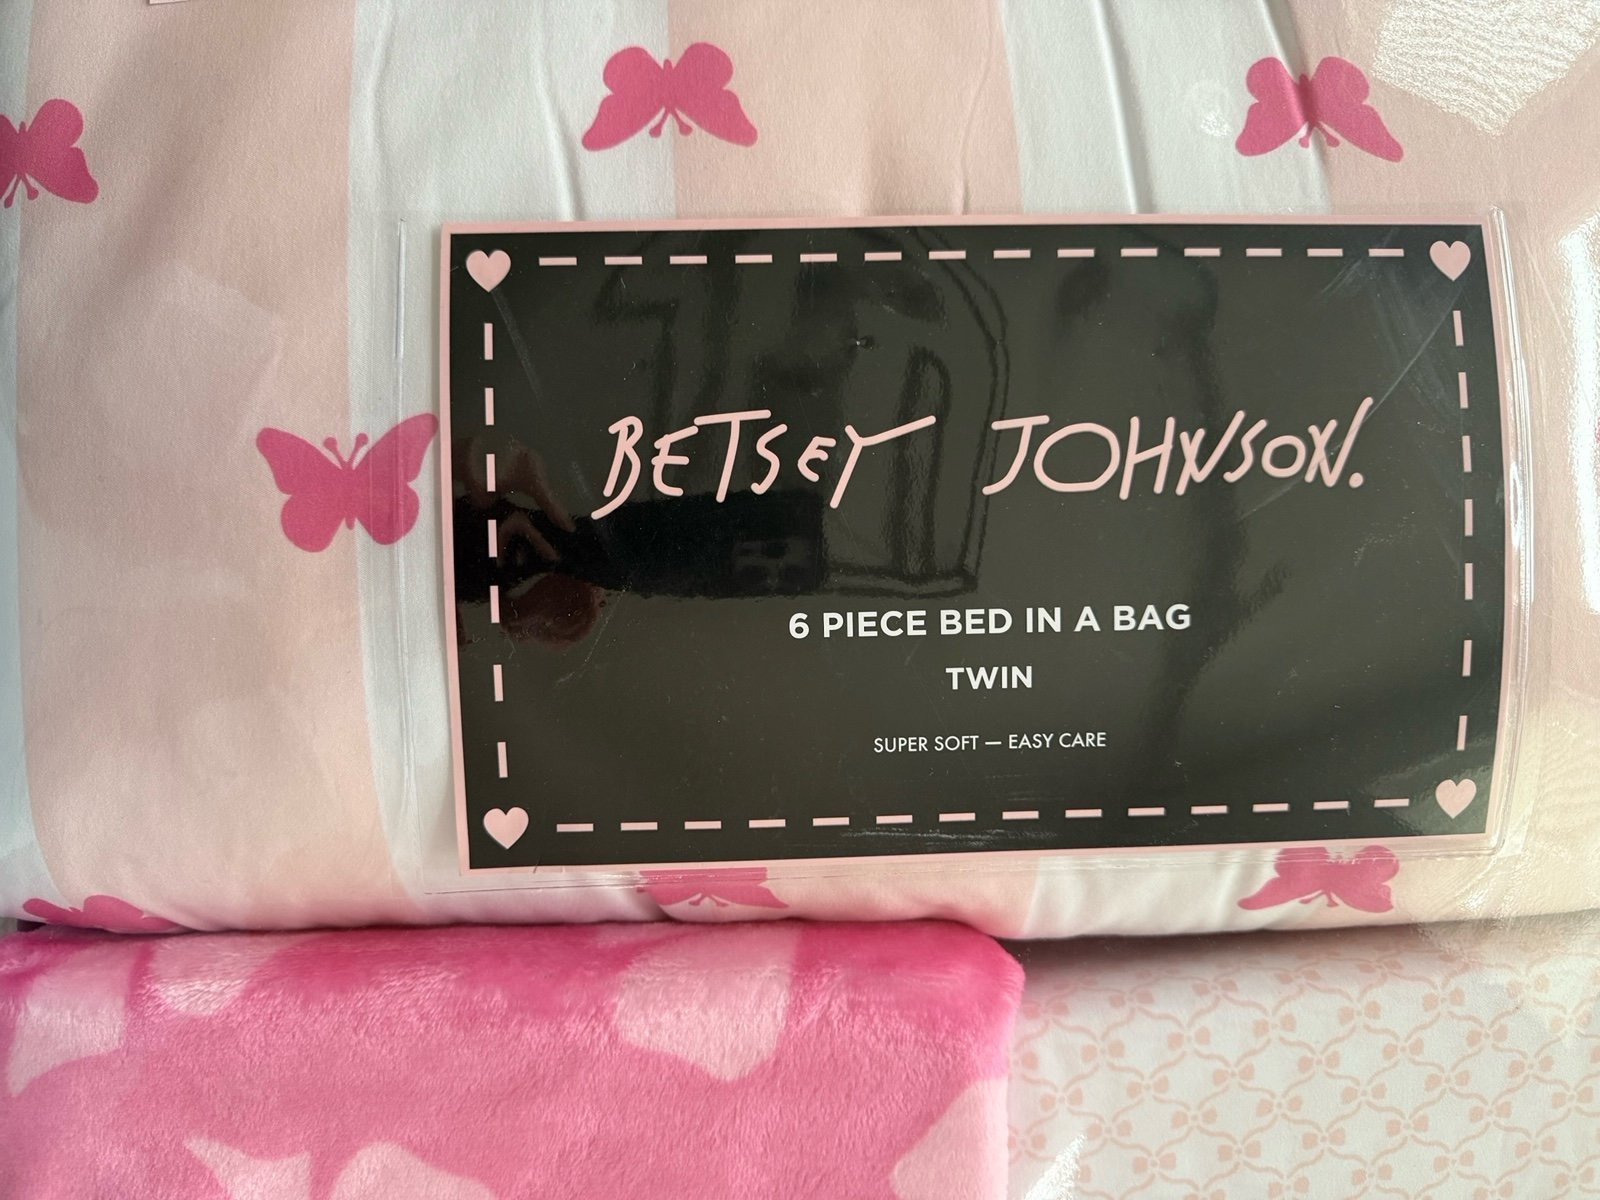 BETSEY JOHNSON.
6 PIECE BED IN A BAG
TWIN
SUPER SOFT — EASY CARE